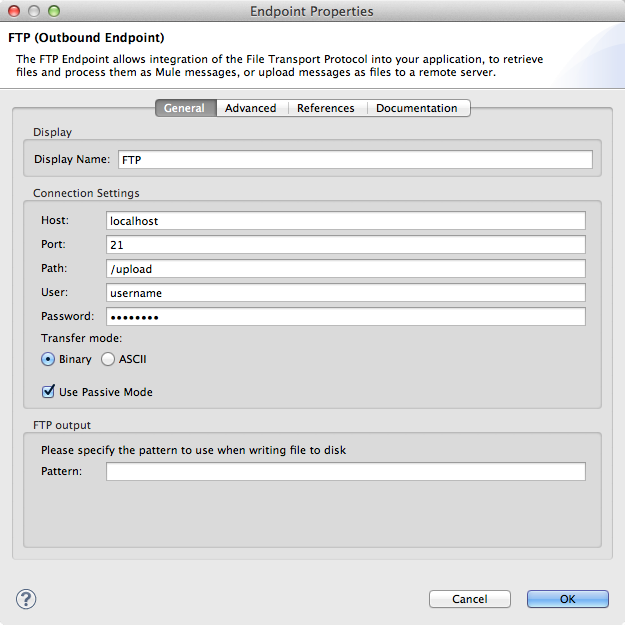 Endpoint Properties
FTP (Outbound Endpoint)
The FTP Endpoint allows integration of the File Transport Protocol into your application, to retrieve
files and process them as Mule messages, or upload messages as files to a remote server.
General Advanced References Documentation
Display
Display Name: FTP
Connection Settings
Host: localhost
Port: 21
Path: /upload
User: username
Password: ••••••••
Transfer mode:
Binary ASCII
Use Passive Mode
FTP output
Please specify the pattern to use when writing file to disk
Pattern:
? Cancel OK